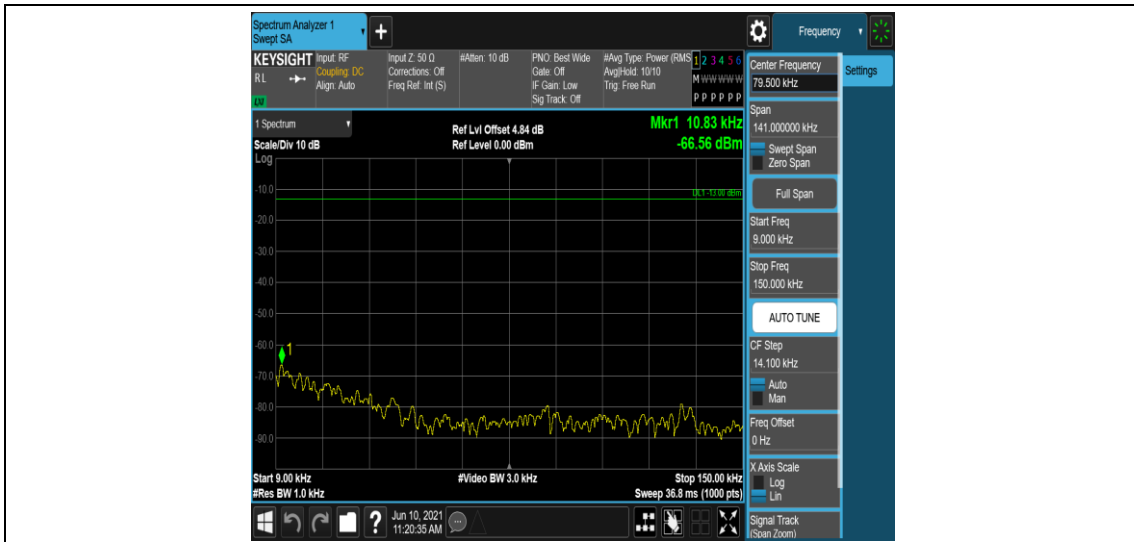 Spectrum Analyzer 1
Swept SA
+
Frequency
KEYSIGHT
RL
LXI
Input: RF
Coupling: DC
Align: Auto
Input Z: 50 Ω
Corrections: Off
Freq Ref: Int (S)
#Atten: 10 dB
PNO: Best Wide
Gate: Off
IF Gain: Low
Sig Track: Off
#Avg Type: Power (RMS
Avg|Hold: 10/10
Trig: Free Run
1 2 3 4 5 6
M W W W W W
P P P P P P
1 Spectrum
Scale/Div 10 dB
Log
Ref Lvl Offset 4.84 dB
Ref Level 0.00 dBm
Mkr1 10.83 kHz
-66.56 dBm
DL1 -13.00 dBm
-10.0
-20.0
-30.0
-40.0
-50.0
-60.0
1
-70.0
-80.0
-90.0
Start 9.00 kHz
#Res BW 1.0 kHz
#Video BW 3.0 kHz
Stop 150.00 kHz
Sweep 36.8 ms (1000 pts)
?
Jun 10, 2021
11:20:35 AM
Center Frequency
79.500 kHz
Settings
Span
141.000000 kHz
Swept Span
Zero Span
Full Span
Start Freq
9.000 kHz
Stop Freq
150.000 kHz
AUTO TUNE
CF Step
14.100 kHz
Auto
Man
Freq Offset
0 Hz
X Axis Scale
Log
Lin
Signal Track
(Span Zoom)